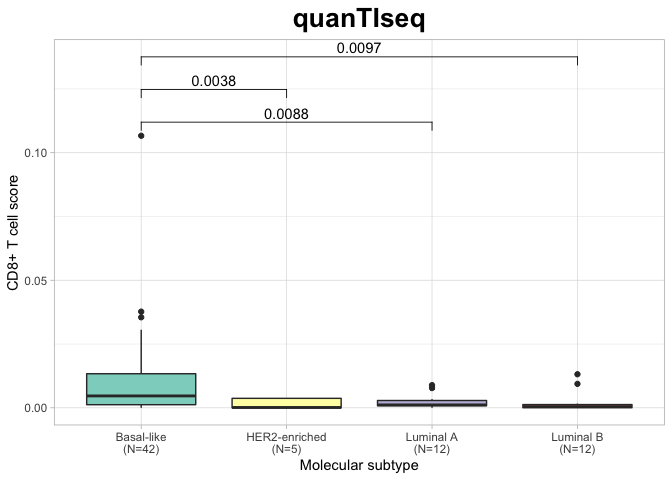 quanTIseq
0.0097
0.0038
0.0088
0.10
0.05
0.00
CD8+ T cell score
Basal-like
(N=42)
HER2-enriched
(N=5)
Luminal A
(N=12)
Luminal B
(N=12)
Molecular subtype